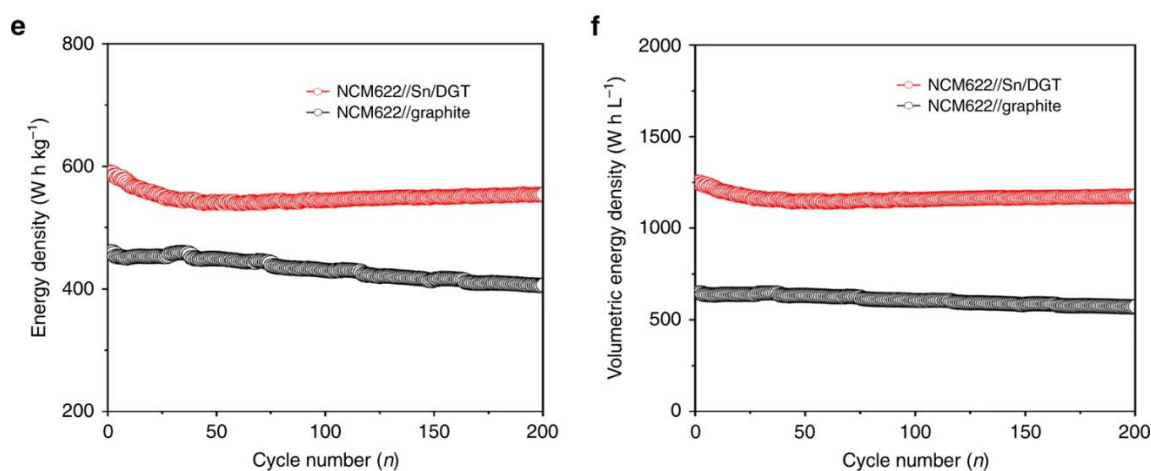 e
800
600
400
200
Energy density (W h kg⁻¹)
NCM622//Sn/DGT
NCM622//graphite
0 50 100 150 200
Cycle number (n)
f
2000
1500
1000
500
0
Volumetric energy density (W h L⁻¹)
NCM622//Sn/DGT
NCM622//graphite
0 50 100 150 200
Cycle number (n)